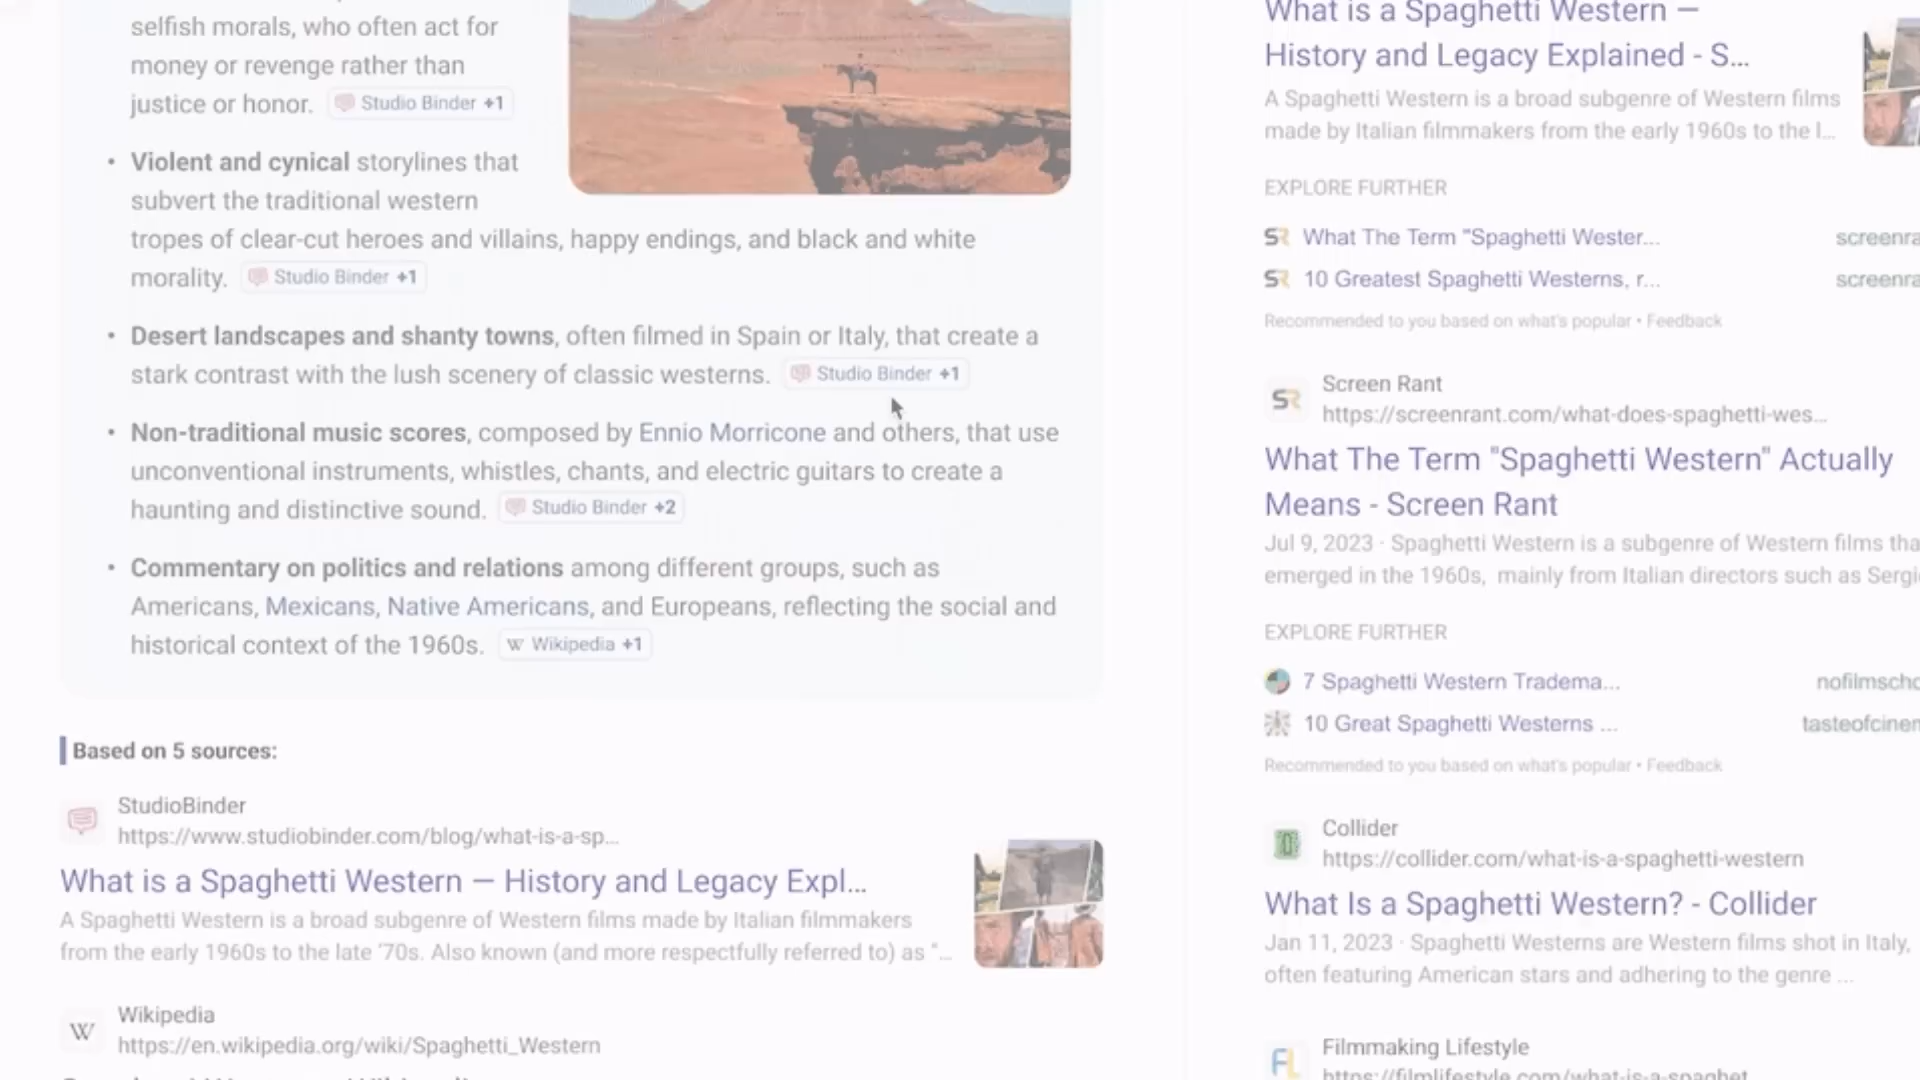 selfish morals, who often act for
money or revenge rather than
justice or honor. Studio Binder +1
• Violent and cynical storylines that
subvert the traditional western
tropes of clear-cut heroes and villains, happy endings, and black and white
morality. Studio Binder +1
• Desert landscapes and shanty towns, often filmed in Spain or Italy, that create a
stark contrast with the lush scenery of classic westerns. Studio Binder +1
• Non-traditional music scores, composed by Ennio Morricone and others, that use
unconventional instruments, whistles, chants, and electric guitars to create a
haunting and distinctive sound. Studio Binder +2
• Commentary on politics and relations among different groups, such as
Americans, Mexicans, Native Americans, and Europeans, reflecting the social and
historical context of the 1960s. W Wikipedia +1
Based on 5 sources:
StudioBinder
https://www.studiobinder.com/blog/what-is-a-sp...
What is a Spaghetti Western — History and Legacy Expl...
A Spaghetti Western is a broad subgenre of Western films made by Italian filmmakers
from the early 1960s to the late '70s. Also known (and more respectfully referred to) as "...
W Wikipedia
https://en.wikipedia.org/wiki/Spaghetti_Western
What is a Spaghetti Western —
History and Legacy Explained - S...
A Spaghetti Western is a broad subgenre of Western films
made by Italian filmmakers from the early 1960s to the l...
EXPLORE FURTHER
SR What The Term "Spaghetti Wester... screenra
SR 10 Greatest Spaghetti Westerns, r... screenra
Recommended to you based on what's popular • Feedback
SR Screen Rant
https://screenrant.com/what-does-spaghetti-wes...
What The Term "Spaghetti Western" Actually
Means - Screen Rant
Jul 9, 2023 · Spaghetti Western is a subgenre of Western films tha
emerged in the 1960s, mainly from Italian directors such as Sergi
EXPLORE FURTHER
7 Spaghetti Western Tradema... nofilmscho
10 Great Spaghetti Westerns ... tasteofcinem
Recommended to you based on what's popular • Feedback
Collider
https://collider.com/what-is-a-spaghetti-western
What Is a Spaghetti Western? - Collider
Jan 11, 2023 · Spaghetti Westerns are Western films shot in Italy,
often featuring American stars and adhering to the genre ...
FL Filmmaking Lifestyle
https://filmlifestyle.com/what-is-a-spaghet